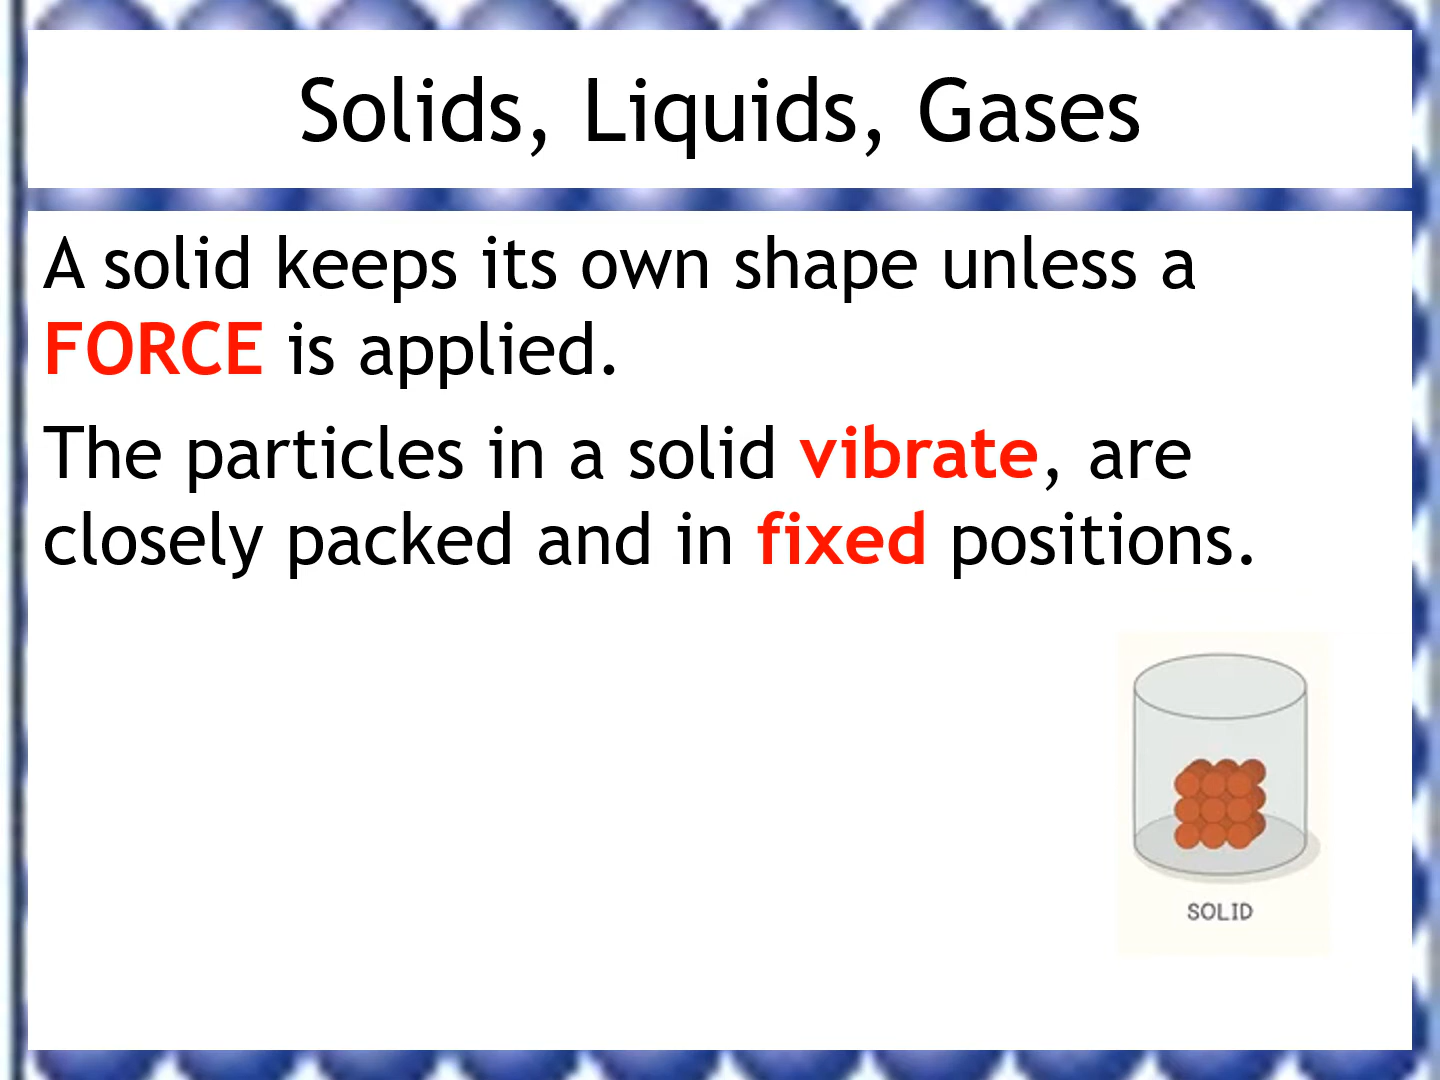 Solids, Liquids, Gases
A solid keeps its own shape unless a
FORCE is applied.
The particles in a solid vibrate, are
closely packed and in fixed positions.
SOLID